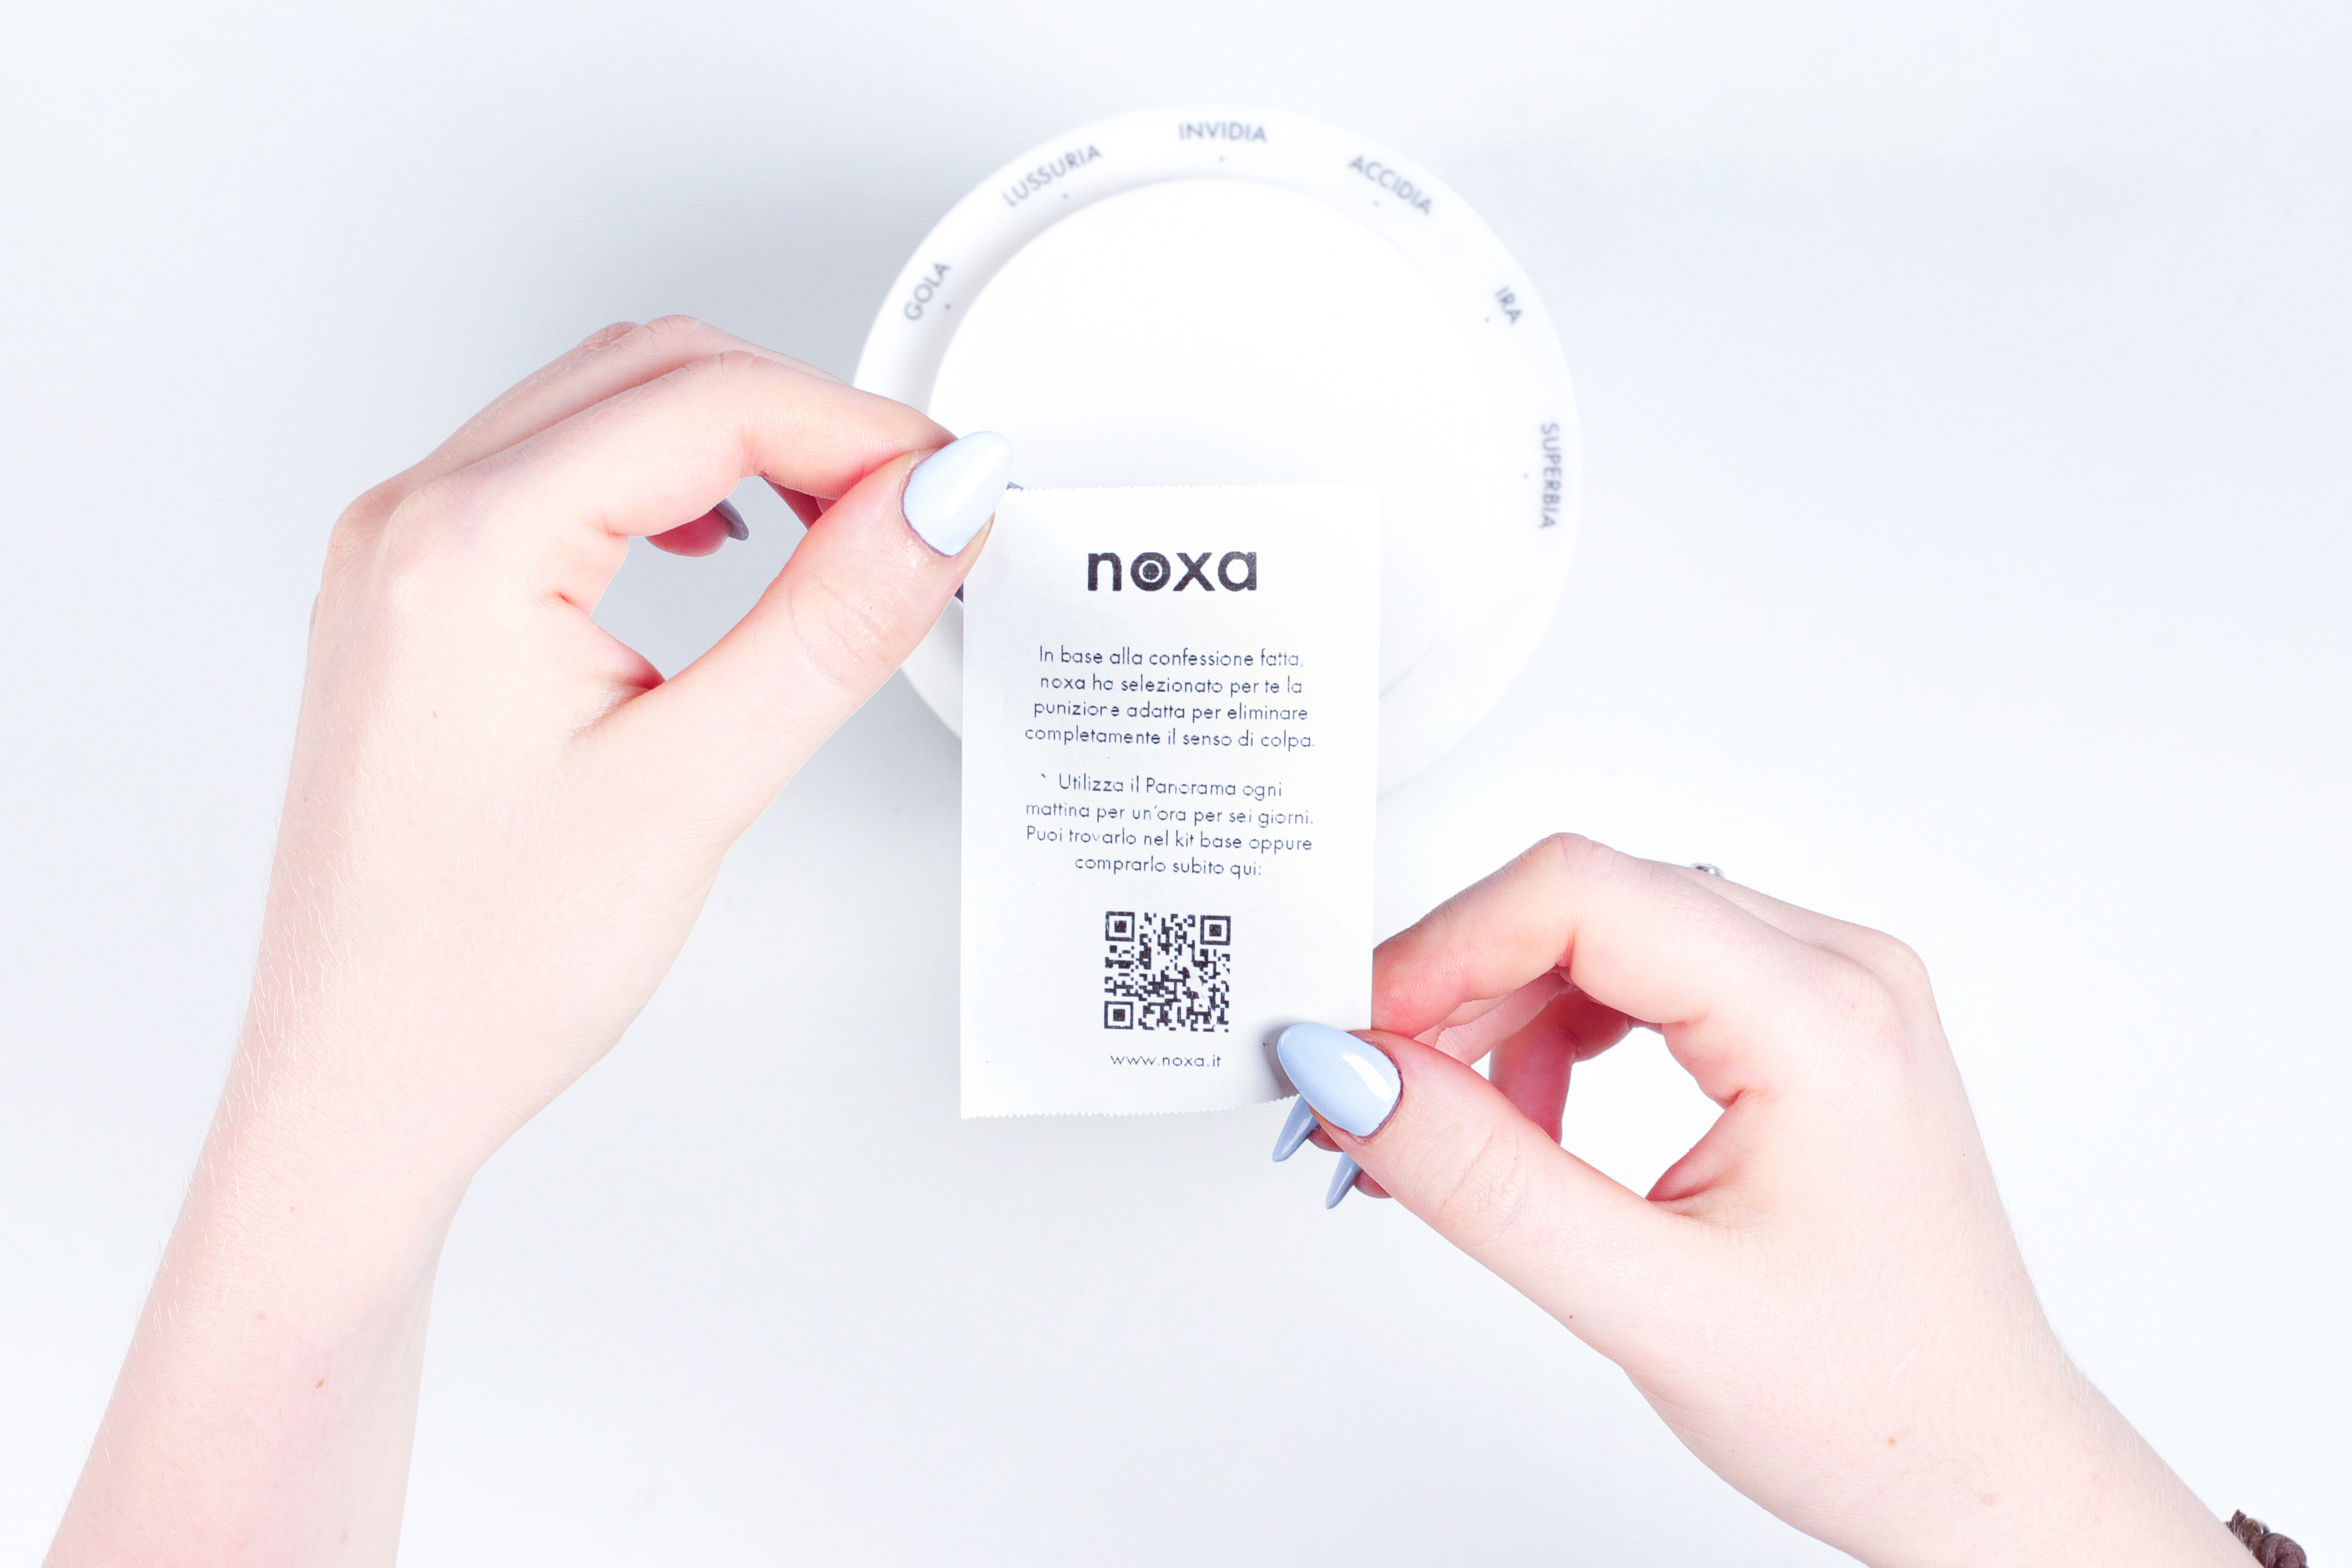 INVIDIA
LUSSURIA
ACCIDIA
GOLA
IRA
SUPERBIA
noxa
In base alla confessione fatta,
noxa ha selezionato per te la
punizione adatta per eliminare
completamente il senso di colpa.
` Utilizza il Panorama ogni
mattina per un'ora per sei giorni.
Puoi trovarlo nel kit base oppure
comprarlo subito qui:
www.noxa.it